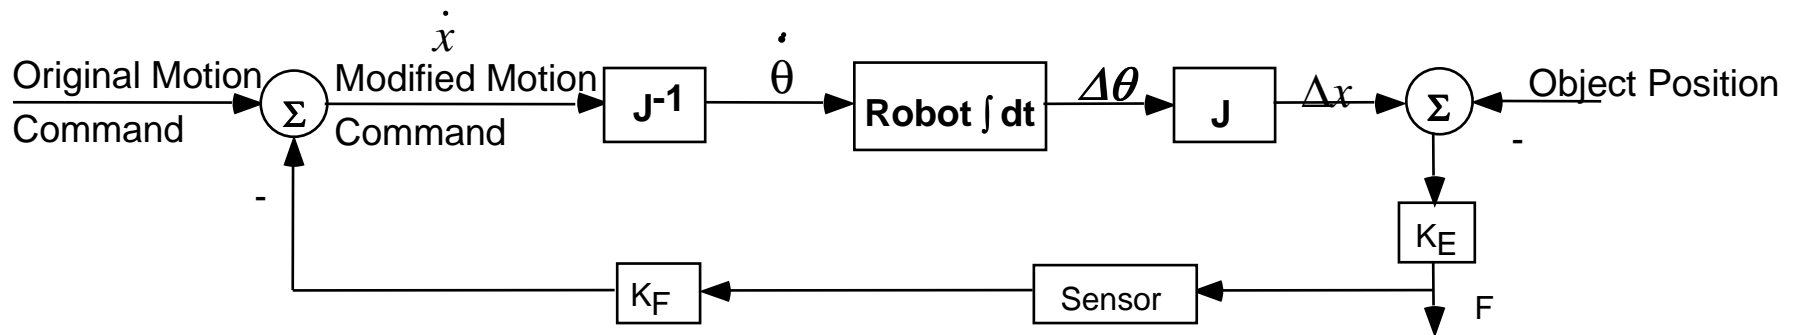 ẋ
Original Motion
Command
Σ
Modified Motion
Command
J-1
θ̇
Robot ∫ dt
Δθ
J
Δx
Σ
Object Position
-
-
KE
KF
Sensor
F